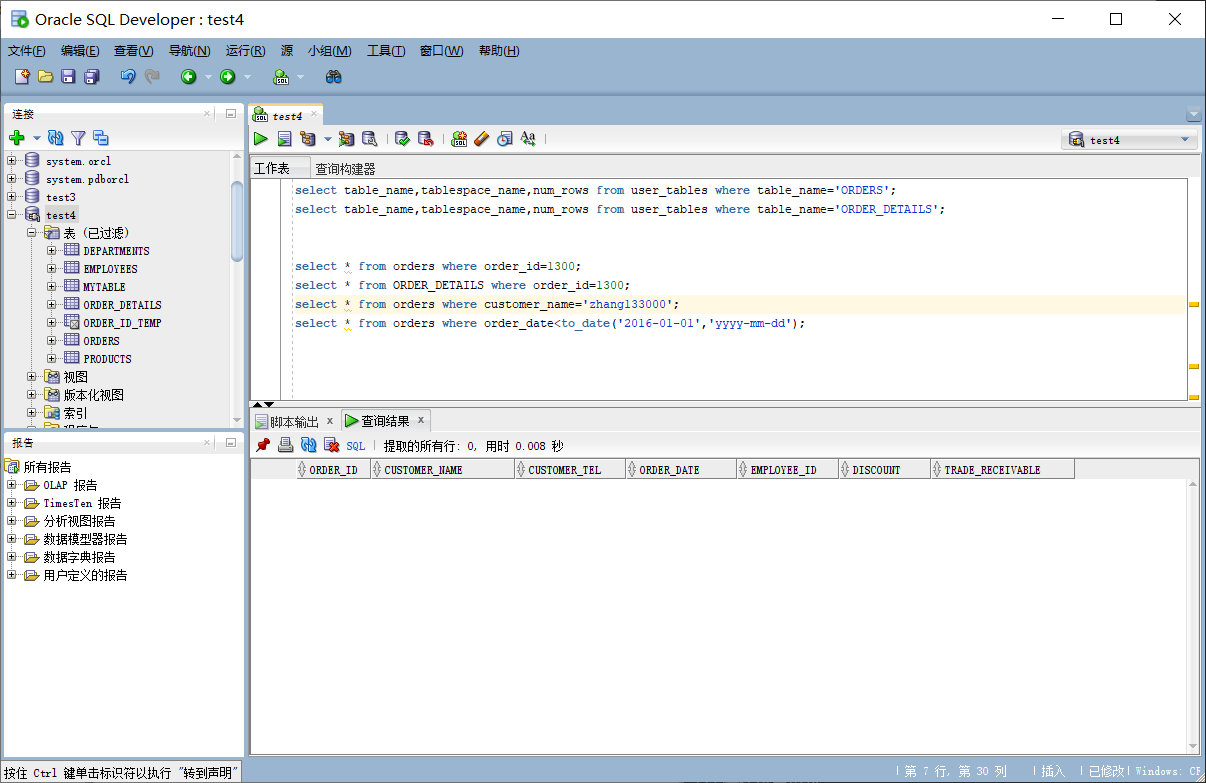 Oracle SQL Developer : test4
文件(F) 编辑(E) 查看(V) 导航(N) 运行(R) 源 小组(M) 工具(T) 窗口(W) 帮助(H)
连接
system.orcl
system.pdborcl
test3
test4
表 (已过滤)
DEPARTMENTS
EMPLOYEES
MYTABLE
ORDER_DETAILS
ORDER_ID_TEMP
ORDERS
PRODUCTS
视图
版本化视图
索引
报告
所有报告
OLAP 报告
TimesTen 报告
分析视图报告
数据模型器报告
数据字典报告
用户定义的报告
test4
test4
工作表 查询构建器
select table_name,tablespace_name,num_rows from user_tables where table_name='ORDERS';
select table_name,tablespace_name,num_rows from user_tables where table_name='ORDER_DETAILS';
select * from orders where order_id=1300;
select * from ORDER_DETAILS where order_id=1300;
select * from orders where customer_name='zhang133000';
select * from orders where order_date<to_date('2016-01-01','yyyy-mm-dd');
脚本输出 x 查询结果 x
SQL | 提取的所有行: 0, 用时 0.008 秒
ORDER_ID CUSTOMER_NAME CUSTOMER_TEL ORDER_DATE EMPLOYEE_ID DISCOUNT TRADE_RECEIVABLE
按住 Ctrl 键单击标识符以执行 "转到声明"
第 7 行, 第 30 列 | 插入 | 已修改 | Windows: CF